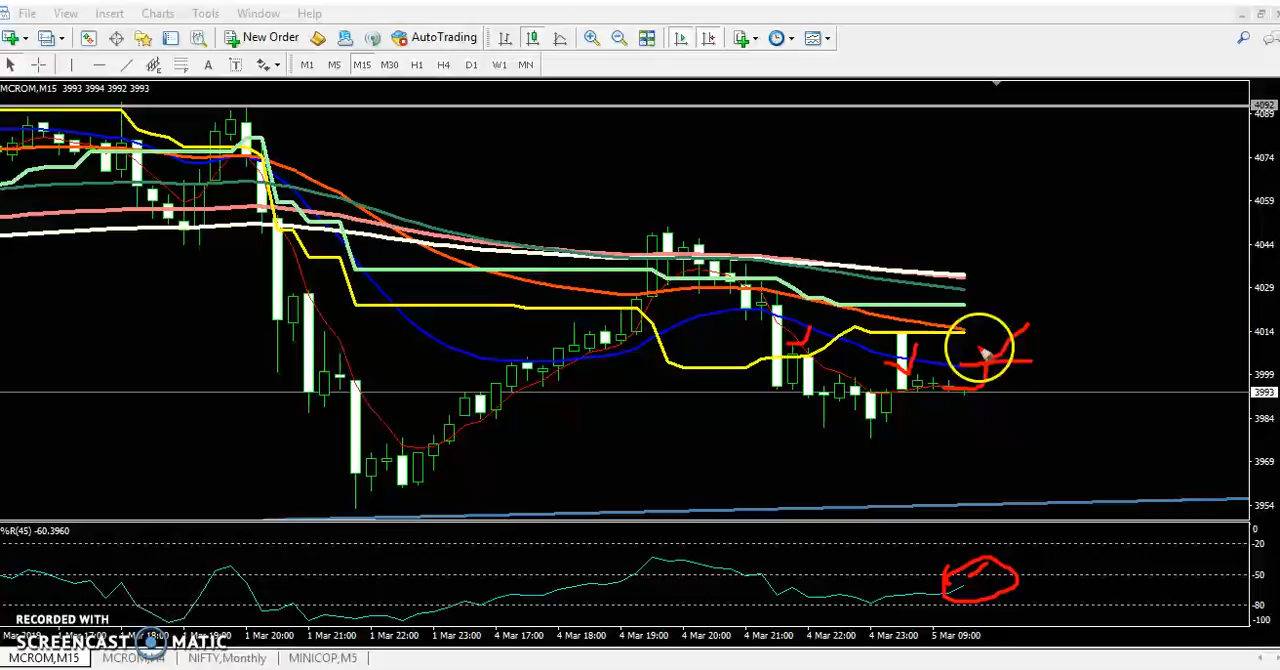 File View Insert Charts Tools Window Help
New Order AutoTrading
A T M1 M5 M15 M30 H1 H4 D1 W1 MN
MCROM,M15 3993 3994 3992 3993
4092
4089
4074
4059
4044
4029
4014
3999
3993
3984
3969
3954
%R(45) -60.3960
0
-20
-50
-80
-100
1 Mar 20:00 1 Mar 21:00 1 Mar 22:00 4 Mar 17:00 4 Mar 18:00 4 Mar 19:00 4 Mar 20:00 4 Mar 21:00 4 Mar 22:00 4 Mar 23:00 5 Mar 09:00
RECORDED WITH
SCREENCAST MATIC
MCROM,M15 NIFTY,Monthly MINICOP,M5